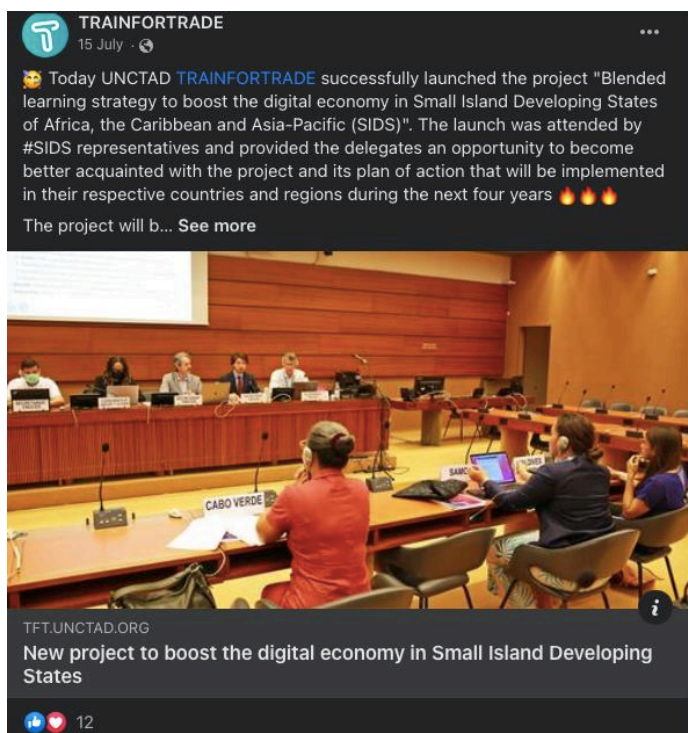 TRAINFORTRADE
15 July ·
🥳 Today UNCTAD TRAINFORTRADE successfully launched the project "Blended
learning strategy to boost the digital economy in Small Island Developing States
of Africa, the Caribbean and Asia-Pacific (SIDS)". The launch was attended by
#SIDS representatives and provided the delegates an opportunity to become
better acquainted with the project and its plan of action that will be implemented
in their respective countries and regions during the next four years 🔥🔥🔥
The project will b... See more
CABO VERDE
TFT.UNCTAD.ORG
New project to boost the digital economy in Small Island Developing
States
12